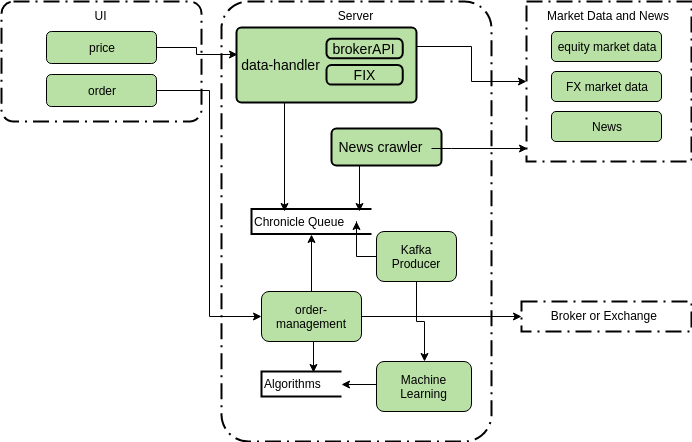 UI
price
order
Server
data-handler
brokerAPI
FIX
News crawler
Chronicle Queue
Kafka
Producer
order-
management
Algorithms
Machine
Learning
Market Data and News
equity market data
FX market data
News
Broker or Exchange